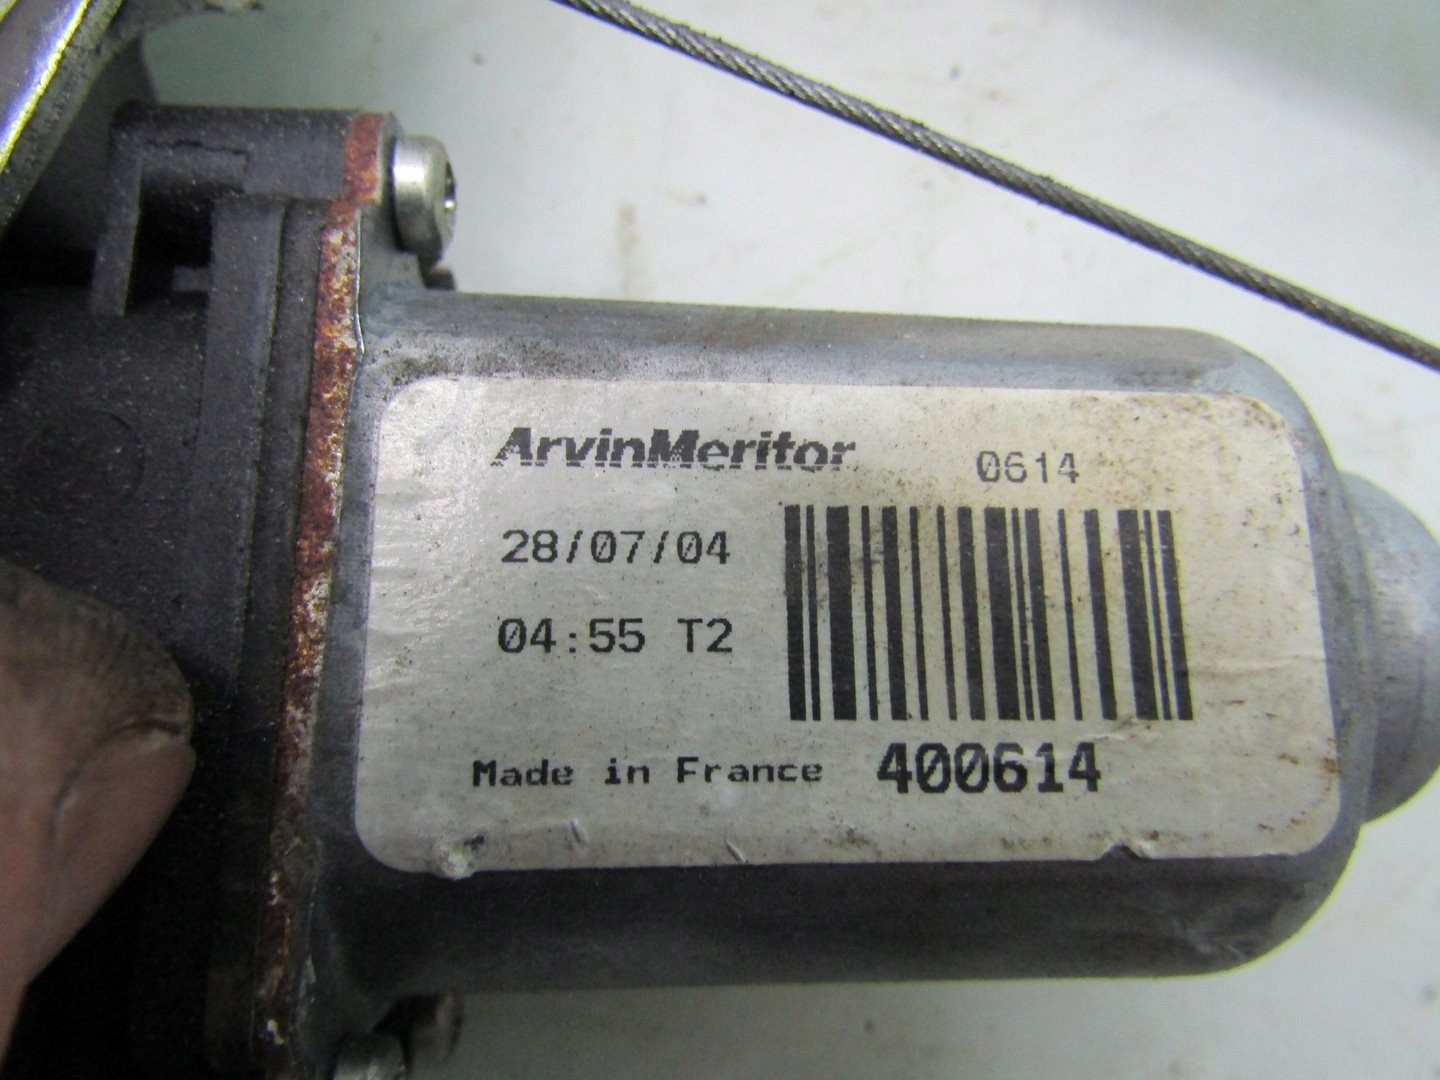 ArvinMeritor 0614
28/07/04
04:55 T2
Made in France 400614